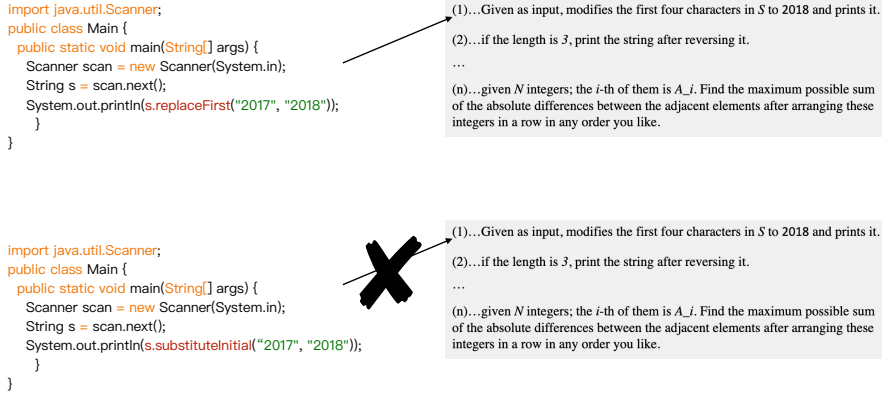 import java.util.Scanner;
public class Main {
public static void main(String[] args) {
Scanner scan = new Scanner(System.in);
String s = scan.next();
System.out.println(s.replaceFirst("2017", "2018"));
}
}
(1)…Given as input, modifies the first four characters in S to 2018 and prints it.
(2)…if the length is 3, print the string after reversing it.
…
(n)…given N integers; the i-th of them is A_i. Find the maximum possible sum
of the absolute differences between the adjacent elements after arranging these
integers in a row in any order you like.
import java.util.Scanner;
public class Main {
public static void main(String[] args) {
Scanner scan = new Scanner(System.in);
String s = scan.next();
System.out.println(s.substituteInitial(“2017", "2018"));
}
}
(1)…Given as input, modifies the first four characters in S to 2018 and prints it.
(2)…if the length is 3, print the string after reversing it.
…
(n)…given N integers; the i-th of them is A_i. Find the maximum possible sum
of the absolute differences between the adjacent elements after arranging these
integers in a row in any order you like.